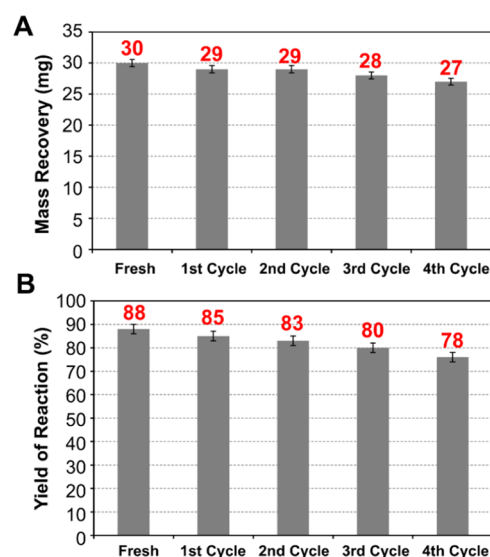 A
Mass Recovery (mg)
35
30
25
20
15
10
5
0
30
29
29
28
27
Fresh
1st Cycle
2nd Cycle
3rd Cycle
4th Cycle
B
Yield of Reaction (%)
100
90
80
70
60
50
40
30
20
10
0
88
85
83
80
78
Fresh
1st Cycle
2nd Cycle
3rd Cycle
4th Cycle